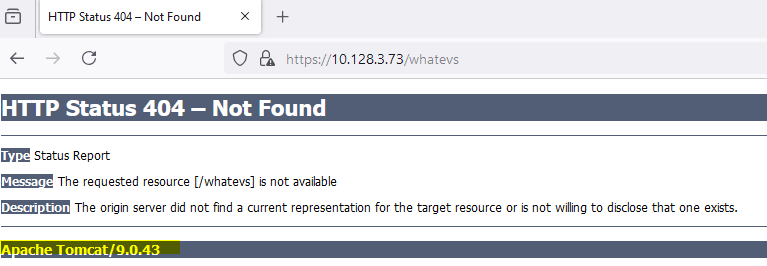 HTTP Status 404 – Not Found
https://10.128.3.73/whatevs
HTTP Status 404 – Not Found
Type Status Report
Message The requested resource [/whatevs] is not available
Description The origin server did not find a current representation for the target resource or is not willing to disclose that one exists.
Apache Tomcat/9.0.43